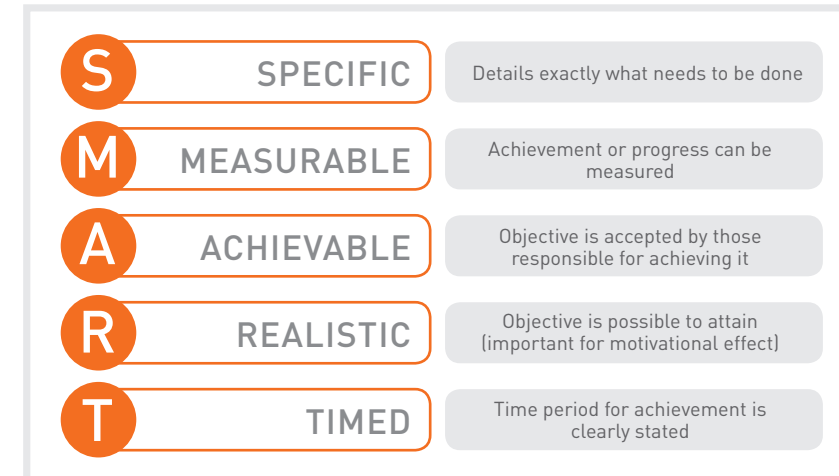 S SPECIFIC Details exactly what needs to be done
M MEASURABLE Achievement or progress can be
measured
A ACHIEVABLE Objective is accepted by those
responsible for achieving it
R REALISTIC Objective is possible to attain
(important for motivational effect)
T TIMED Time period for achievement is
clearly stated